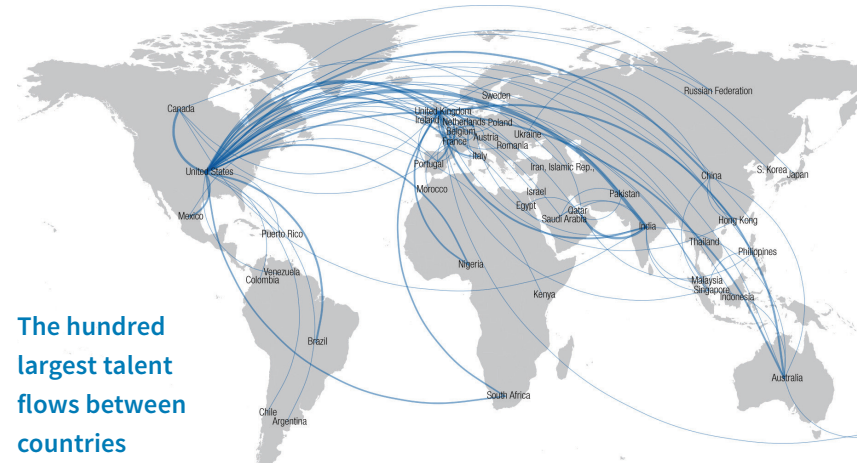 Canada
United States
Mexico
Puerto Rico
Venezuela
Colombia
Brazil
Chile
Argentina
Sweden
United Kingdom
Ireland
Netherlands
Poland
Belgium
Ukraine
Austria
France
Romania
Italy
Portugal
Morocco
Iran, Islamic Rep.,
Israel
Egypt
Qatar
Saudi Arabia
Pakistan
India
Nigeria
Kenya
South Africa
Russian Federation
China
S. Korea
Japan
Hong Kong
Thailand
Philippines
Malaysia
Singapore
Indonesia
Australia
The hundred
largest talent
flows between
countries